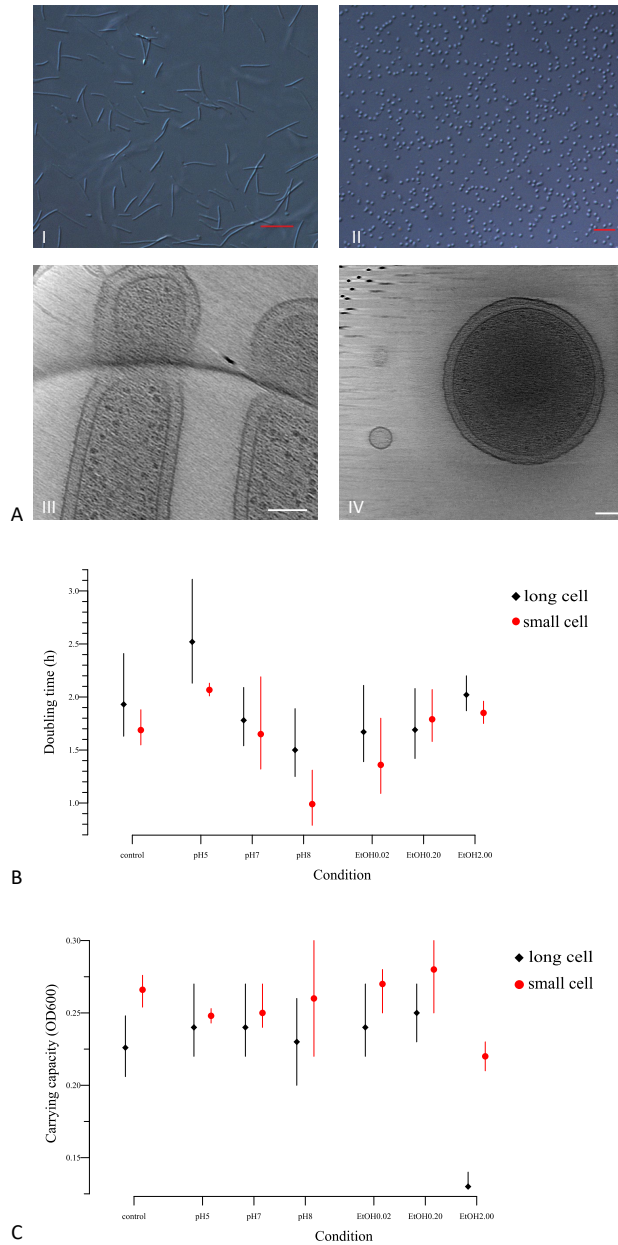 I
II
III
IV
A
3.0
2.5
2.0
1.5
1.0
Doubling time (h)
long cell
small cell
control
pH5
pH7
pH8
EtOH0.02
EtOH0.20
EtOH2.00
Condition
B
0.30
0.25
0.20
0.15
Carrying capacity (OD600)
long cell
small cell
control
pH5
pH7
pH8
EtOH0.02
EtOH0.20
EtOH2.00
Condition
C